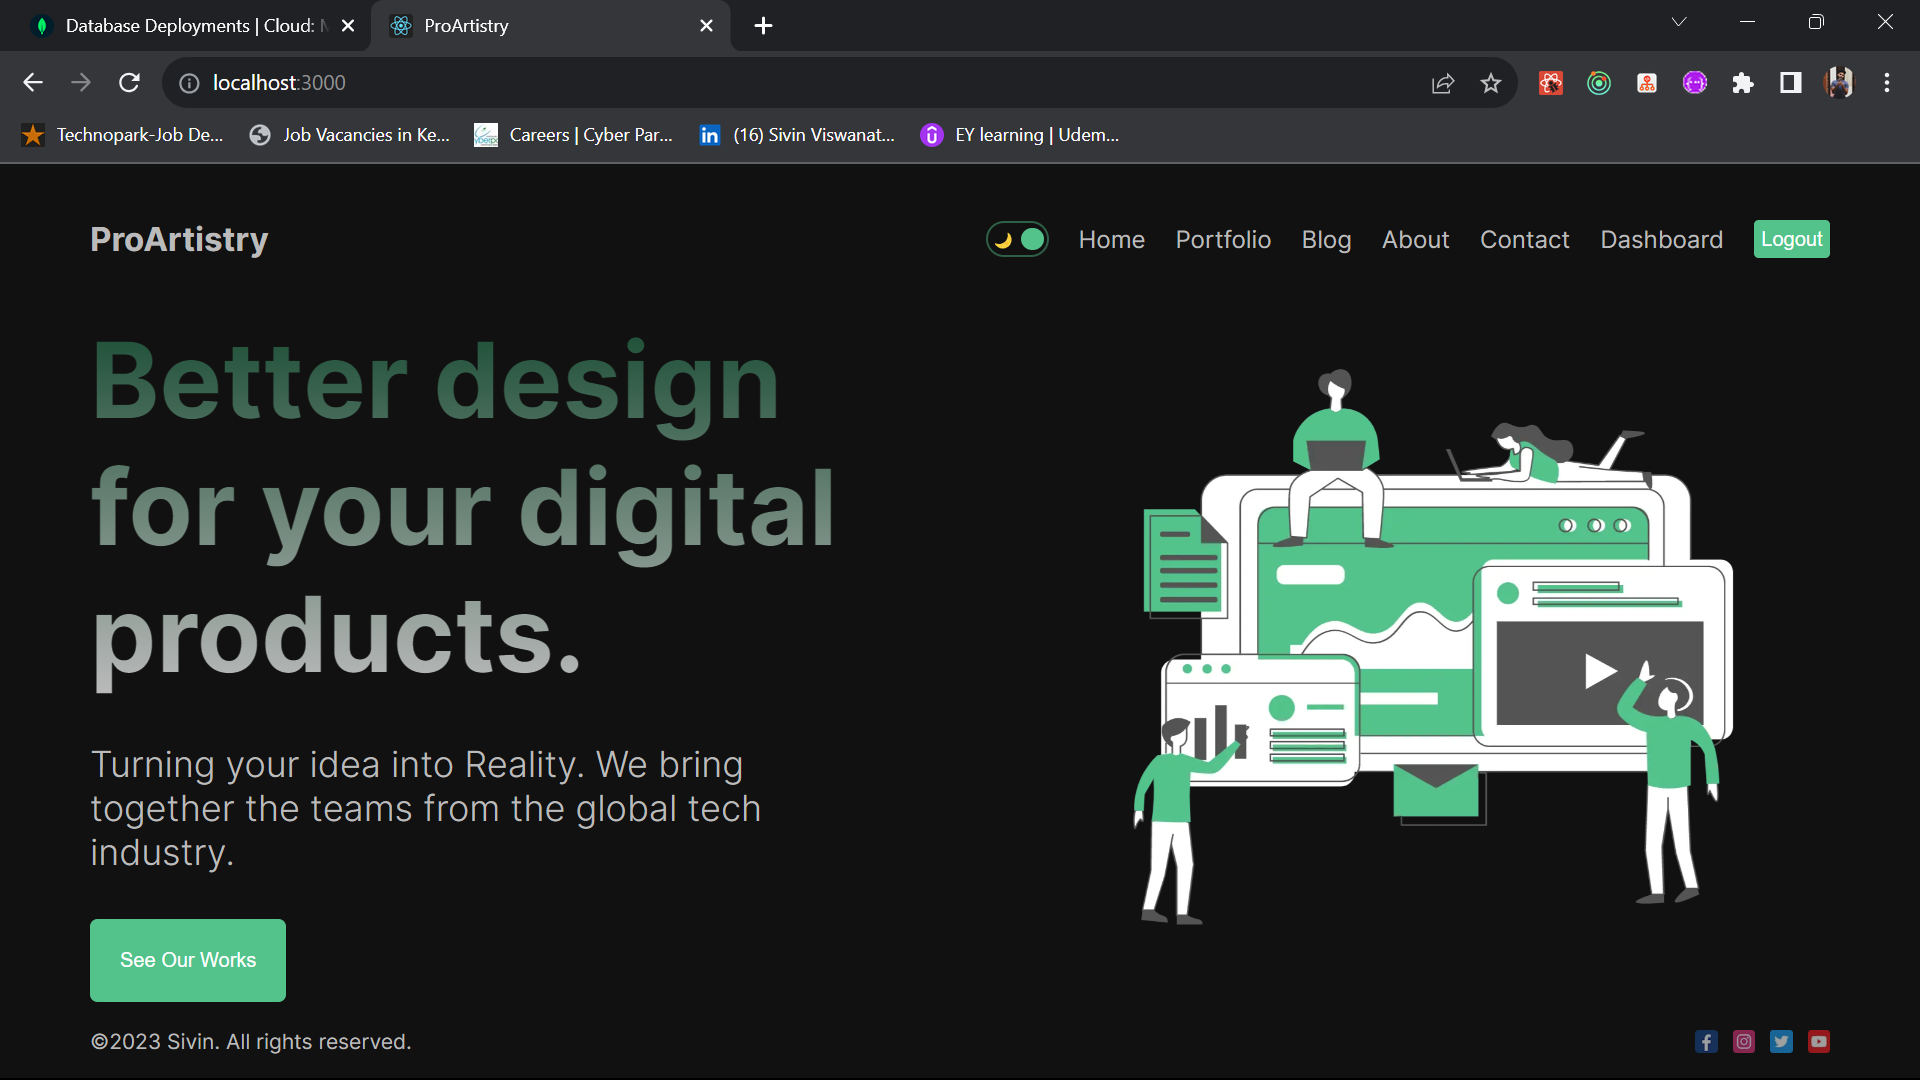 Database Deployments | Cloud:
ProArtistry
localhost:3000
Technopark-Job De...
Job Vacancies in Ke...
Careers | Cyber Par...
(16) Sivin Viswanat...
EY learning | Udem...
ProArtistry
Home
Portfolio
Blog
About
Contact
Dashboard
Logout
Better design
for your digital
products.
Turning your idea into Reality. We bring
together the teams from the global tech
industry.
See Our Works
©2023 Sivin. All rights reserved.